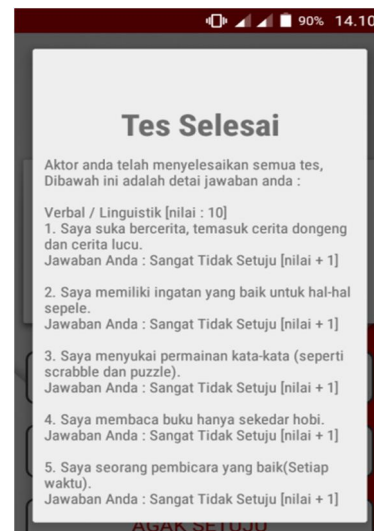 90% 14.10
Tes Selesai
Aktor anda telah menyelesaikan semua tes,
Dibawah ini adalah detai jawaban anda :
Verbal / Linguistik [nilai : 10]
1. Saya suka bercerita, temasuk cerita dongeng
dan cerita lucu.
Jawaban Anda : Sangat Tidak Setuju [nilai + 1]
2. Saya memiliki ingatan yang baik untuk hal-hal
sepele.
Jawaban Anda : Sangat Tidak Setuju [nilai + 1]
3. Saya menyukai permainan kata-kata (seperti
scrabble dan puzzle).
Jawaban Anda : Sangat Tidak Setuju [nilai + 1]
4. Saya membaca buku hanya sekedar hobi.
Jawaban Anda : Sangat Tidak Setuju [nilai + 1]
5. Saya seorang pembicara yang baik(Setiap
waktu).
Jawaban Anda : Sangat Tidak Setuju [nilai + 1]
AGAK SETUJU